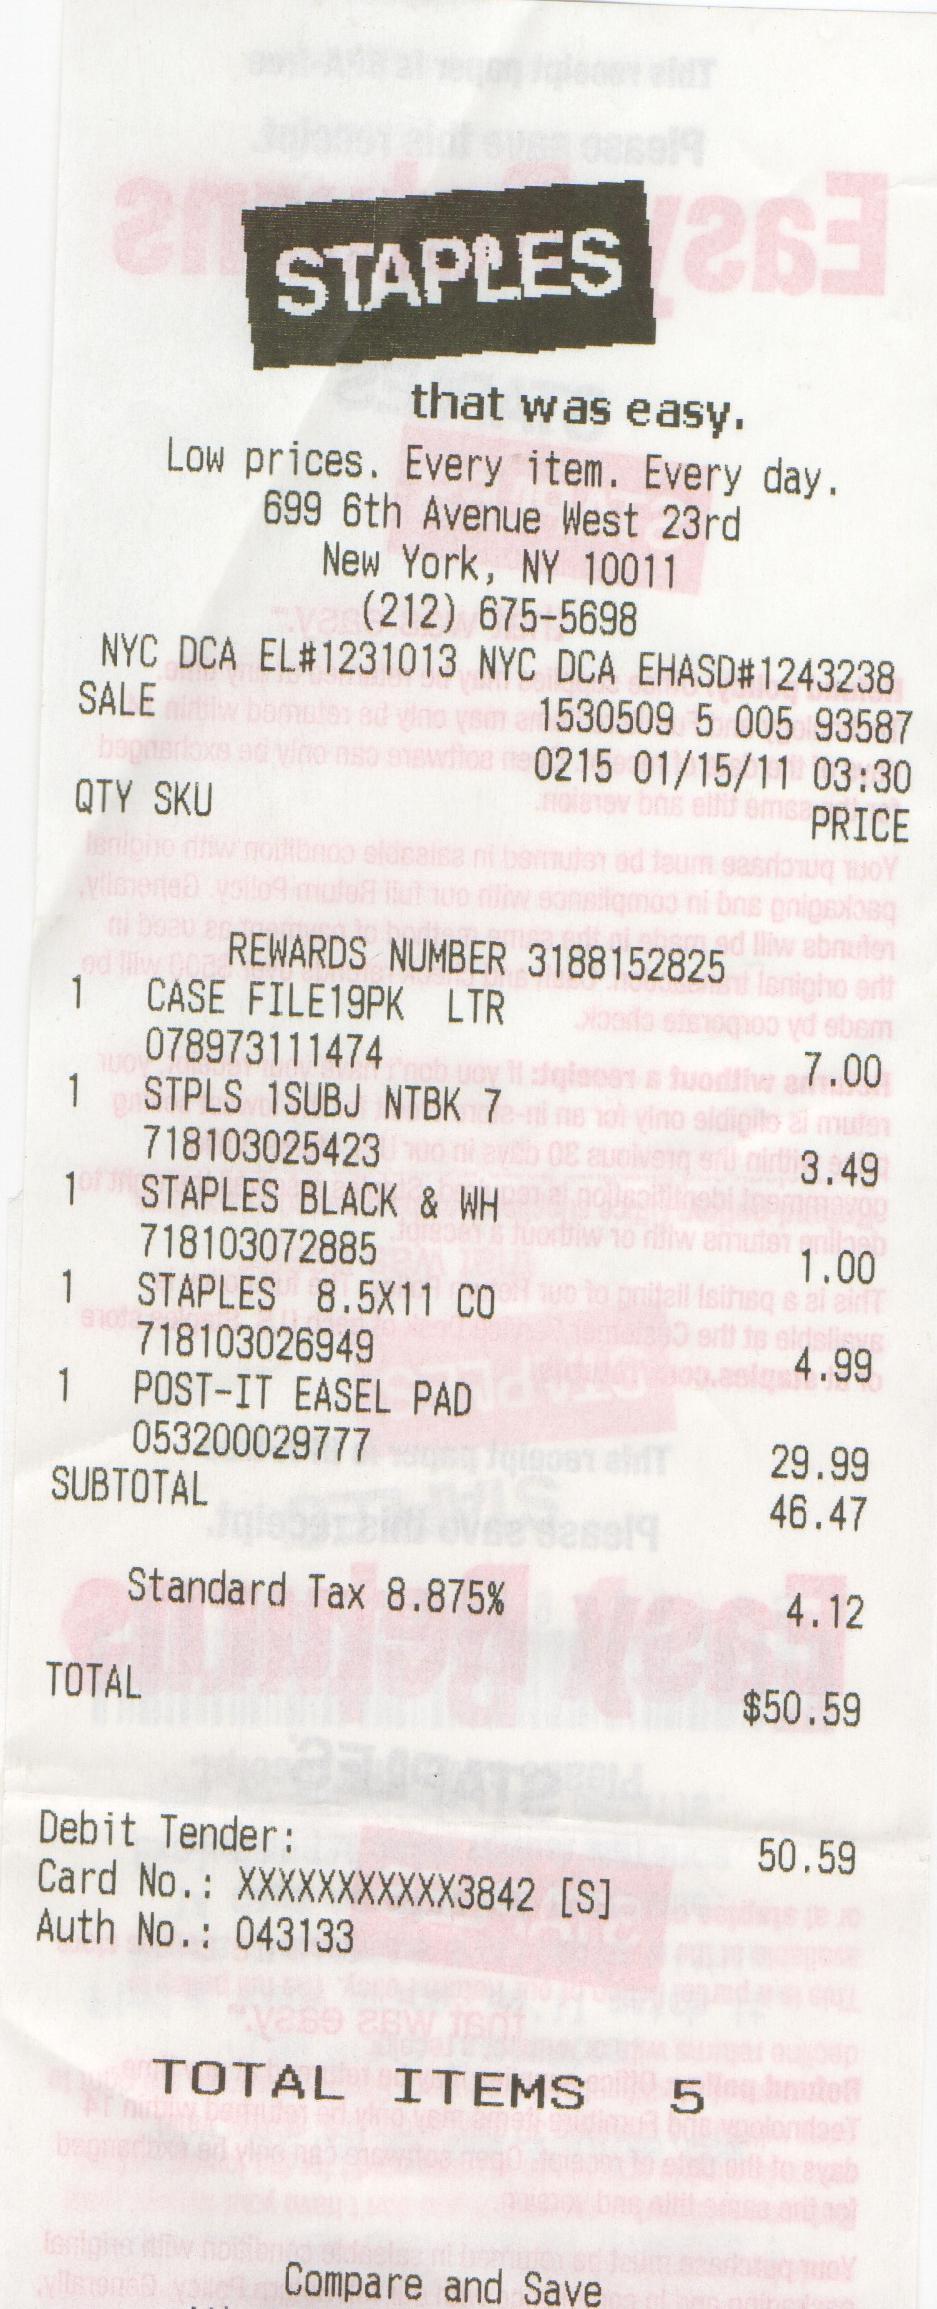 STAPLES
that was easy.
Low prices. Every item. Every day.
699 6th Avenue West 23rd
New York, NY 10011
(212) 675-5698
NYC DCA EL#1231013 NYC DCA EHASD#1243238
SALE 1530509 5 005 93587
0215 01/15/11 03:30
QTY SKU PRICE
REWARDS NUMBER 3188152825
1 CASE FILE19PK LTR
078973111474 7.00
1 STPLS 1SUBJ NTBK 7
718103025423 3.49
1 STAPLES BLACK & WH
718103072885 1.00
1 STAPLES 8.5X11 CO
718103026949 4.99
1 POST-IT EASEL PAD
053200029777 29.99
SUBTOTAL 46.47
Standard Tax 8.875% 4.12
TOTAL $50.59
Debit Tender: 50.59
Card No.: XXXXXXXXXXX3842 [S]
Auth No.: 043133
TOTAL ITEMS 5
Compare and Save